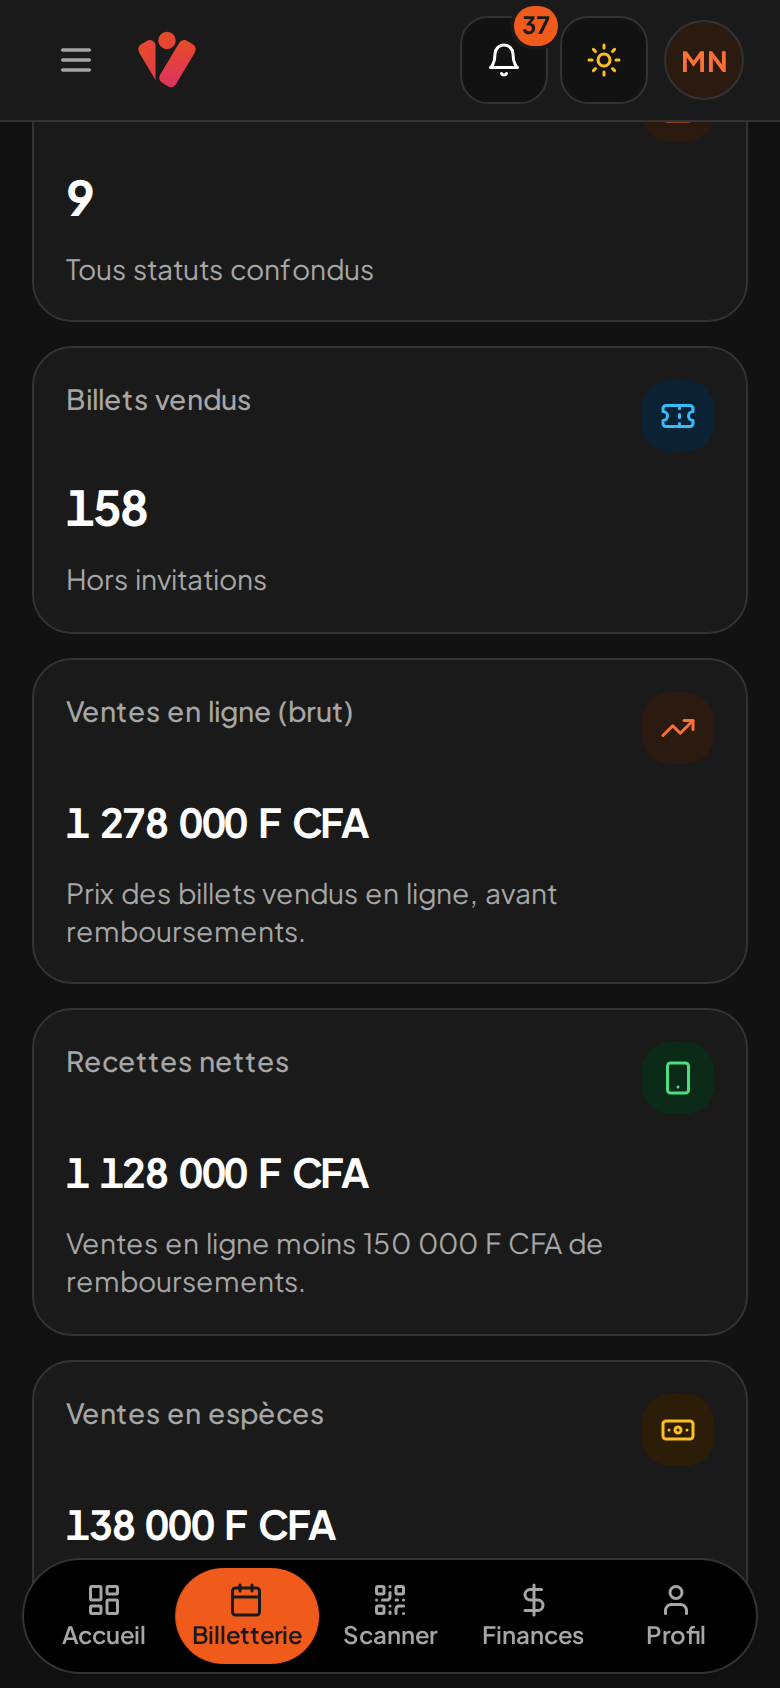 37
MN
9
Tous statuts confondus
Billets vendus
158
Hors invitations
Ventes en ligne (brut)
1 278 000 F CFA
Prix des billets vendus en ligne, avant
remboursements.
Recettes nettes
1 128 000 F CFA
Ventes en ligne moins 150 000 F CFA de
remboursements.
Ventes en espèces
138 000 F CFA
Accueil
Billetterie
Scanner
Finances
Profil